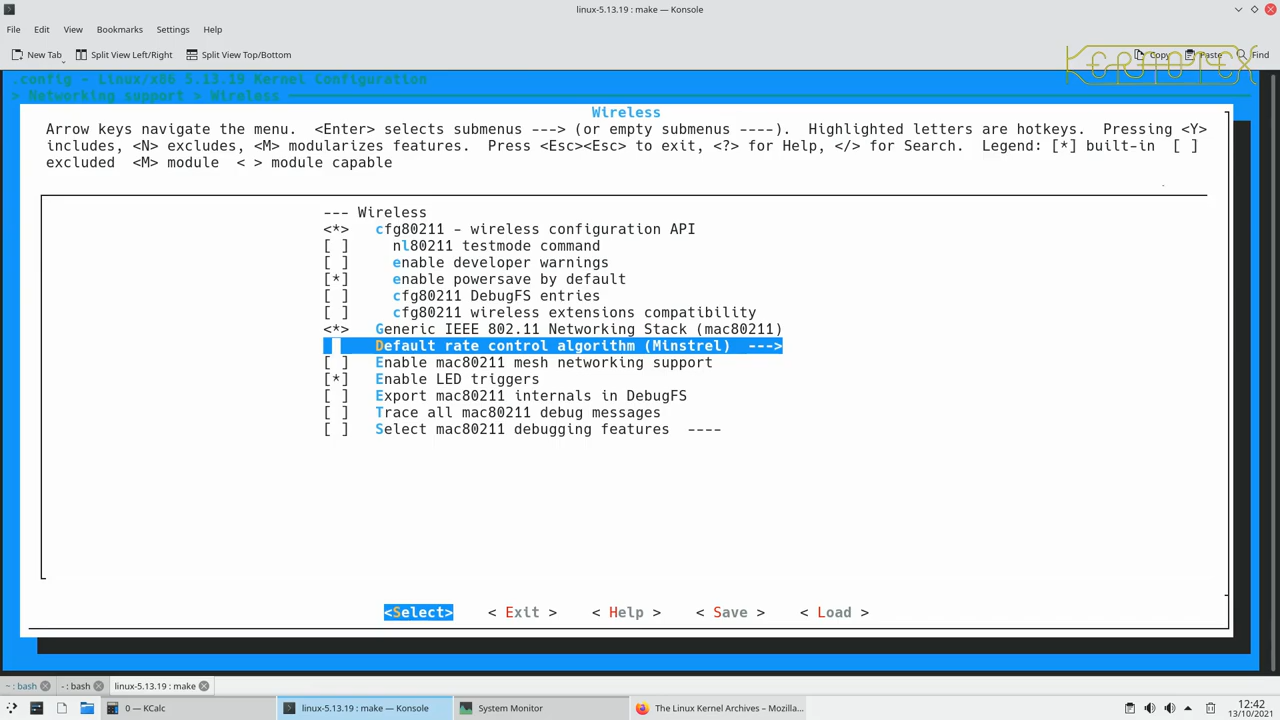 linux-5.13.19 : make — Konsole
File Edit View Bookmarks Settings Help
New Tab Split View Left/Right Split View Top/Bottom Copy Paste Find
KERNOTEX
.config - Linux/x86 5.13.19 Kernel Configuration
> Networking support > Wireless
Wireless
Arrow keys navigate the menu. <Enter> selects submenus ---> (or empty submenus ----). Highlighted letters are hotkeys. Pressing <Y>
includes, <N> excludes, <M> modularizes features. Press <Esc><Esc> to exit, <?> for Help, </> for Search. Legend: [*] built-in [ ]
excluded <M> module < > module capable
--- Wireless
<*> cfg80211 - wireless configuration API
[ ] nl80211 testmode command
[ ] enable developer warnings
[*] enable powersave by default
[ ] cfg80211 DebugFS entries
[ ] cfg80211 wireless extensions compatibility
<*> Generic IEEE 802.11 Networking Stack (mac80211)
Default rate control algorithm (Minstrel) --->
[ ] Enable mac80211 mesh networking support
[*] Enable LED triggers
[ ] Export mac80211 internals in DebugFS
[ ] Trace all mac80211 debug messages
[ ] Select mac80211 debugging features ----
<Select> < Exit > < Help > < Save > < Load >
~ : bash - : bash linux-5.13.19 : make
0 — KCalc linux-5.13.19 : make — Konsole System Monitor The Linux Kernel Archives – Mozilla... 12:42
13/10/2021